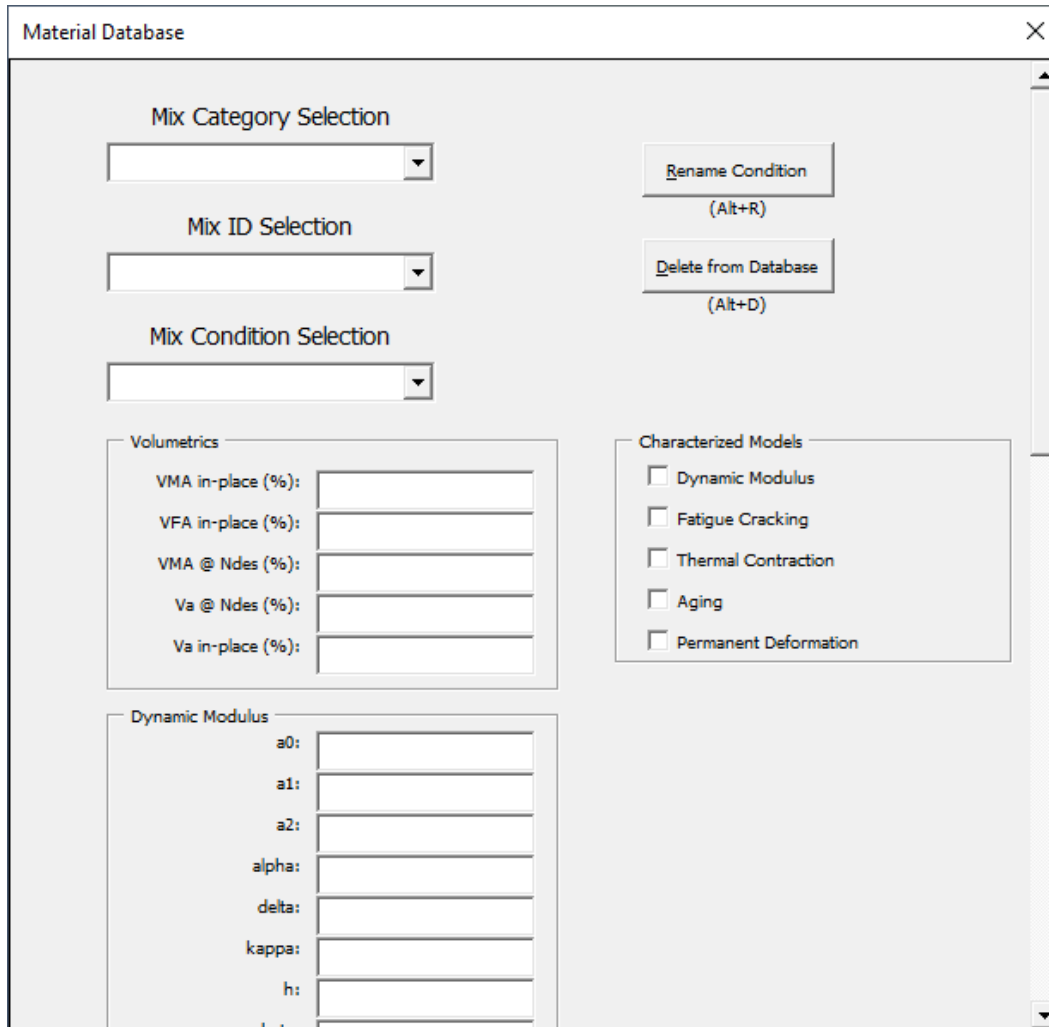 Material Database
Mix Category Selection
Rename Condition
(Alt+R)
Mix ID Selection
Delete from Database
(Alt+D)
Mix Condition Selection
Volumetrics
VMA in-place (%):
VFA in-place (%):
VMA @ Ndes (%):
Va @ Ndes (%):
Va in-place (%):
Characterized Models
Dynamic Modulus
Fatigue Cracking
Thermal Contraction
Aging
Permanent Deformation
Dynamic Modulus
a0:
a1:
a2:
alpha:
delta:
kappa:
h: